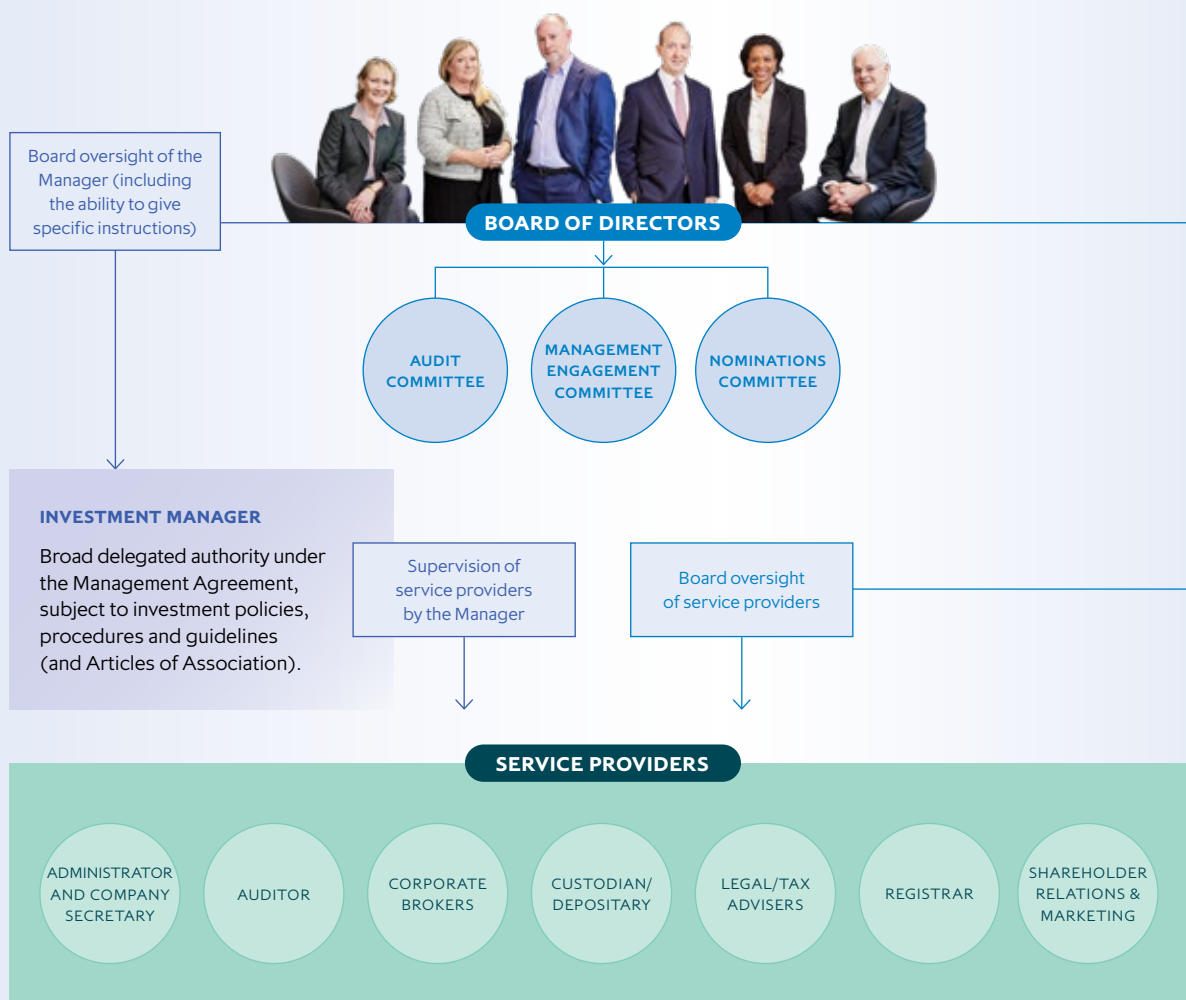 Board oversight of the
Manager (including
the ability to give
specific instructions)
BOARD OF DIRECTORS
AUDIT
COMMITTEE
MANAGEMENT
ENGAGEMENT
COMMITTEE
NOMINATIONS
COMMITTEE
INVESTMENT MANAGER
Broad delegated authority under
the Management Agreement,
subject to investment policies,
procedures and guidelines
(and Articles of Association).
Supervision of
service providers
by the Manager
Board oversight
of service providers
SERVICE PROVIDERS
ADMINISTRATOR
AND COMPANY
SECRETARY
AUDITOR
CORPORATE
BROKERS
CUSTODIAN/
DEPOSITARY
LEGAL/TAX
ADVISERS
REGISTRAR
SHAREHOLDER
RELATIONS &
MARKETING